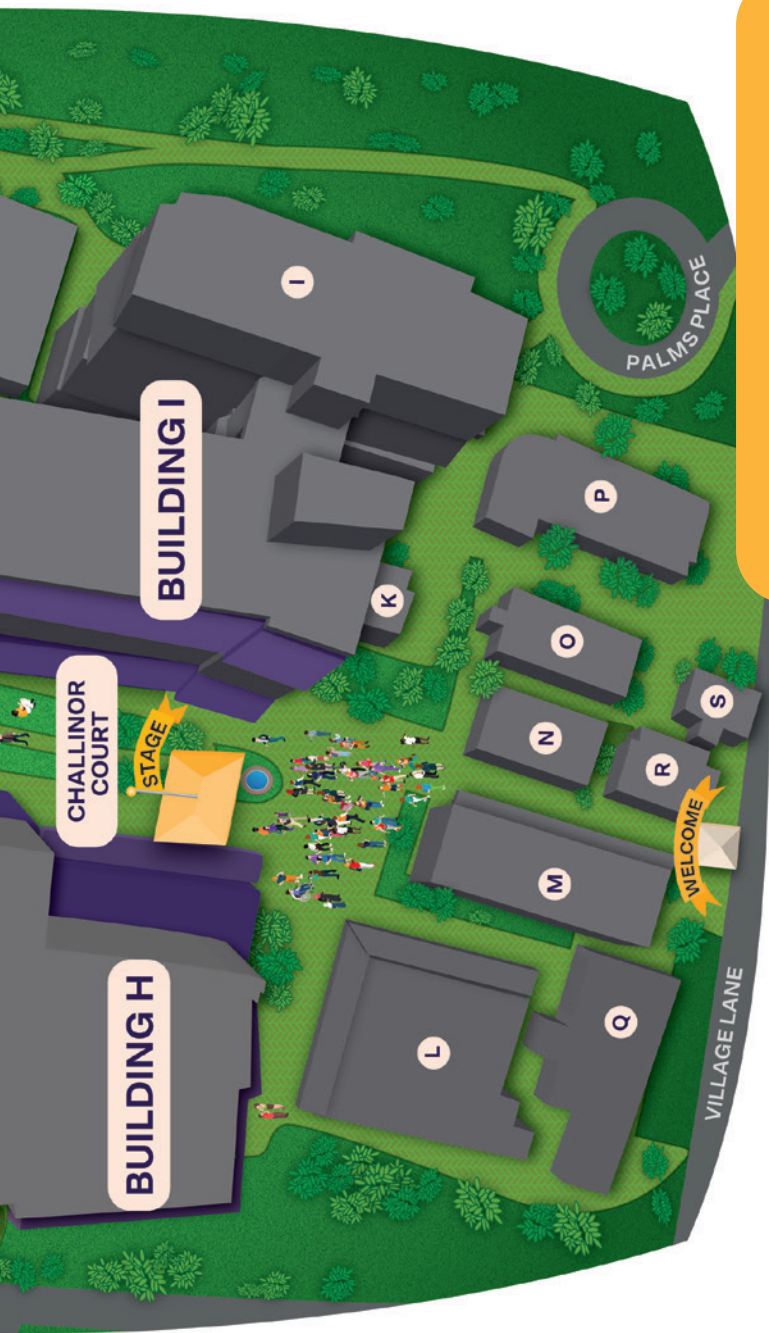 I
PALMS PLACE
BUILDING I
P
K
O
CHALLINOR
COURT
STAGE
N
S
R
WELCOME
M
BUILDING H
L
Q
VILLAGE LANE